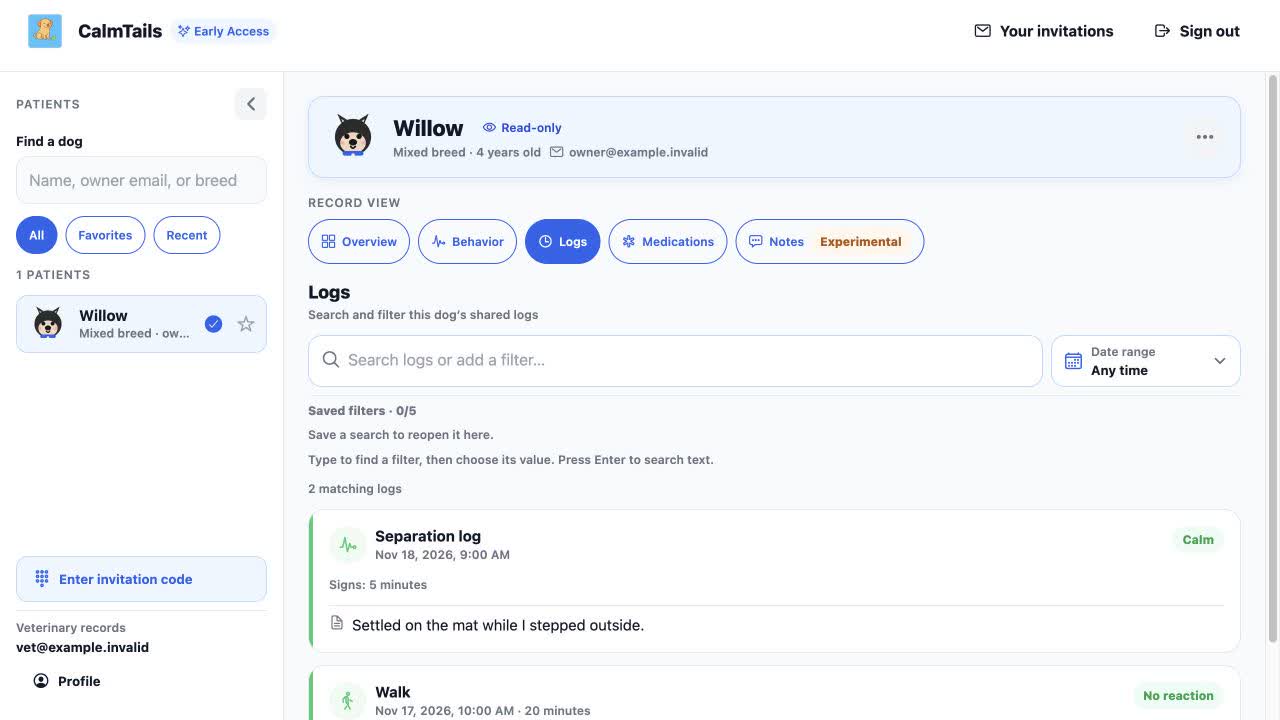 CalmTails
Early Access
Your invitations
Sign out
PATIENTS
Find a dog
Name, owner email, or breed
All
Favorites
Recent
1 PATIENTS
Willow
Mixed breed · ow...
Enter invitation code
Veterinary records
vet@example.invalid
Profile
Willow
Read-only
Mixed breed · 4 years old
owner@example.invalid
RECORD VIEW
Overview
Behavior
Logs
Medications
Notes
Experimental
Logs
Search and filter this dog's shared logs
Search logs or add a filter...
Date range
Any time
Saved filters · 0/5
Save a search to reopen it here.
Type to find a filter, then choose its value. Press Enter to search text.
2 matching logs
Separation log
Nov 18, 2026, 9:00 AM
Calm
Signs: 5 minutes
Settled on the mat while I stepped outside.
Walk
Nov 17, 2026, 10:00 AM · 20 minutes
No reaction